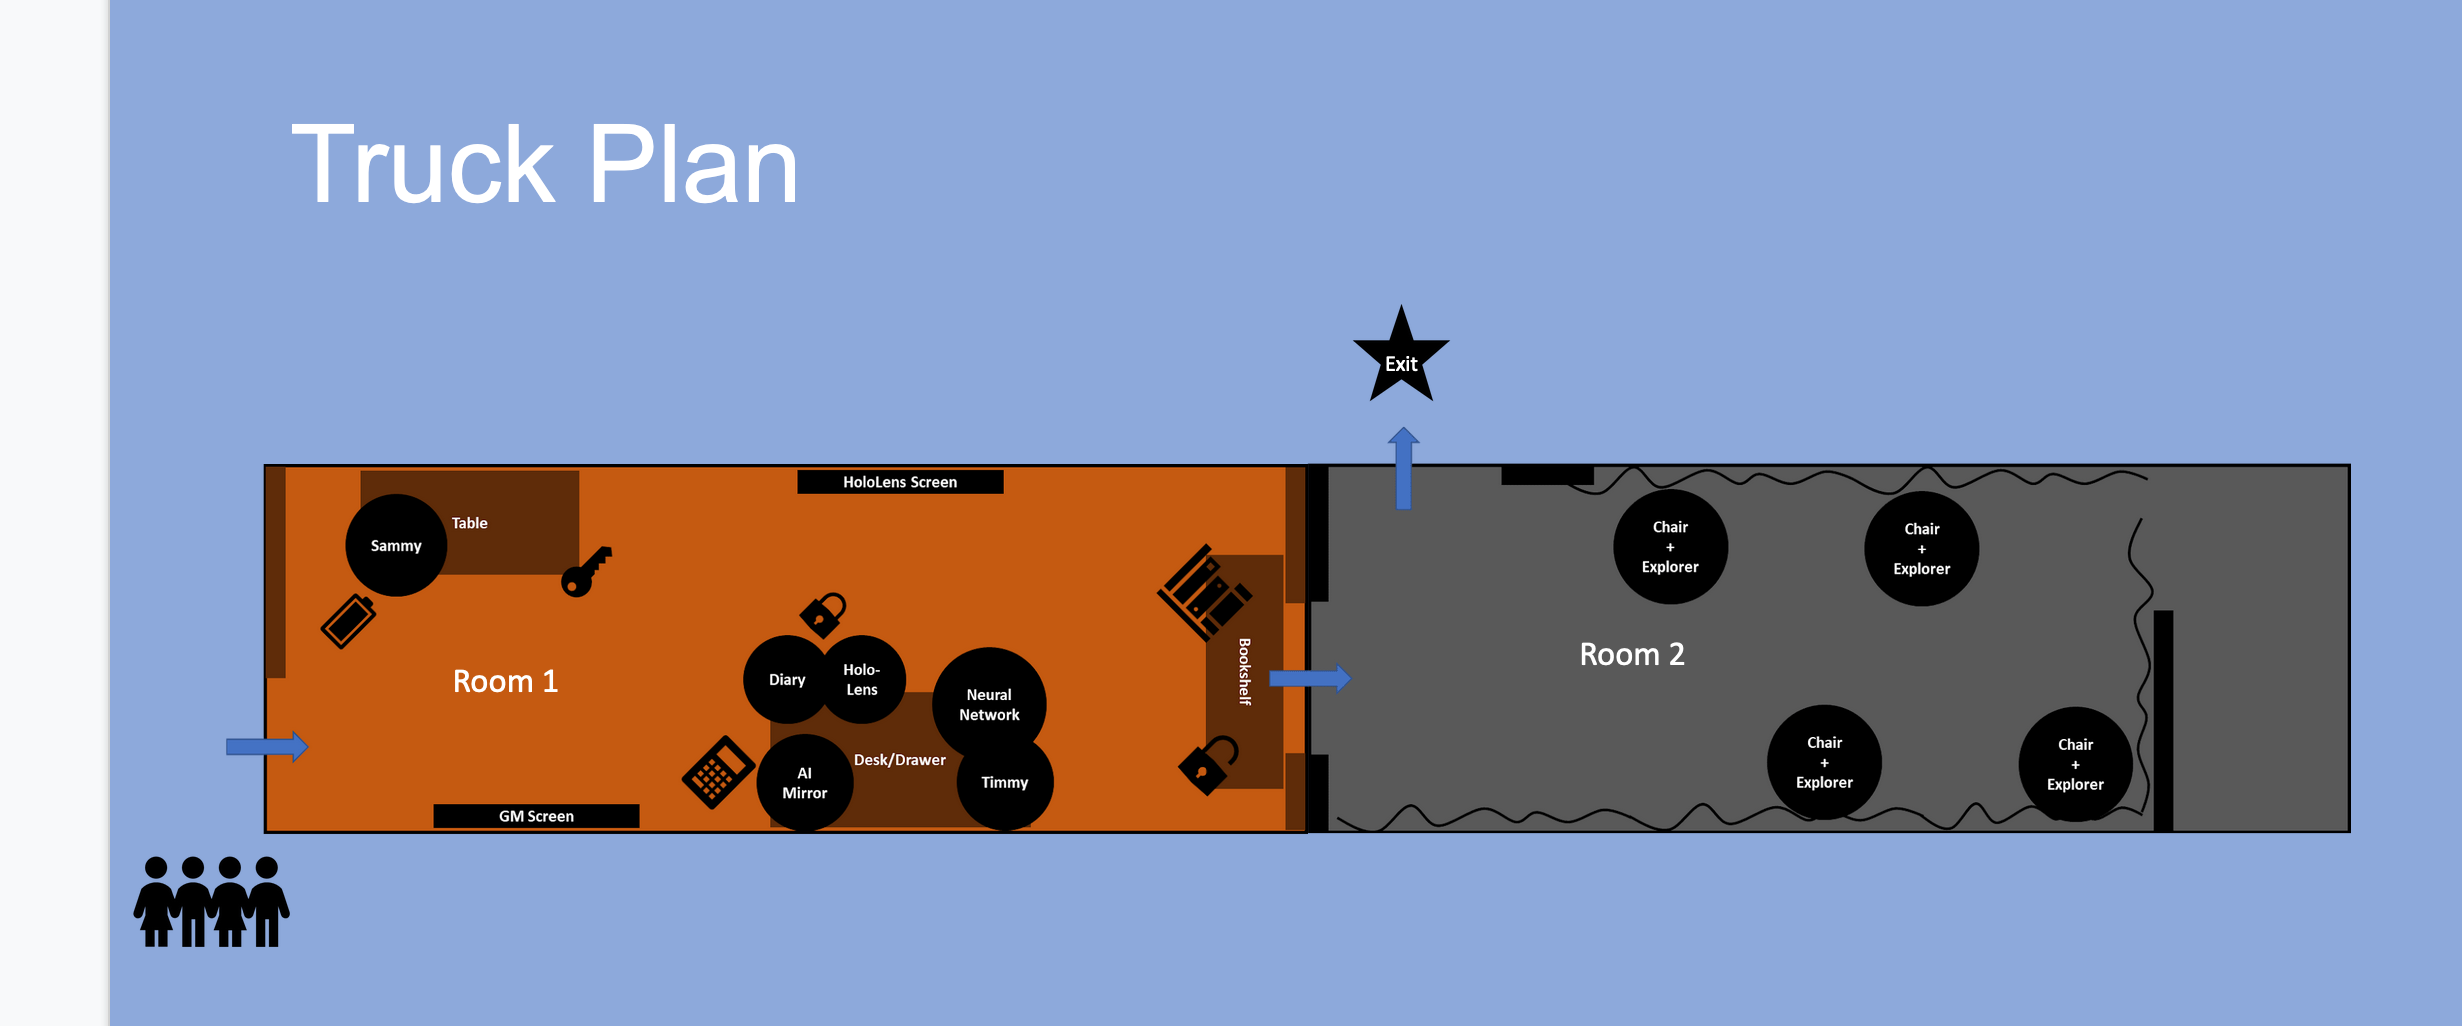 Truck Plan
Exit
HoloLens Screen
Table
Sammy
Room 1
Diary
Holo-
Lens
Neural
Network
Desk/Drawer
AI
Mirror
Timmy
GM Screen
Bookshelf
Chair
+
Explorer
Chair
+
Explorer
Room 2
Chair
+
Explorer
Chair
+
Explorer